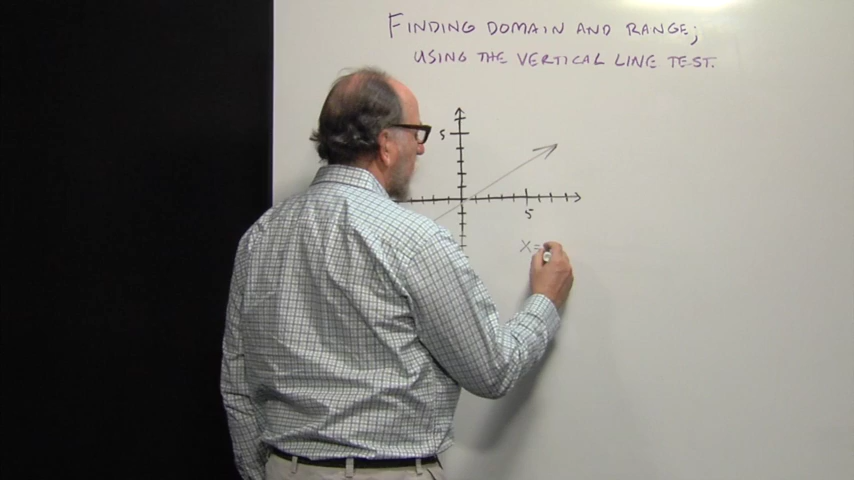 FINDING DOMAIN AND RANGE;
USING THE VERTICAL LINE TEST.
5
5
X=